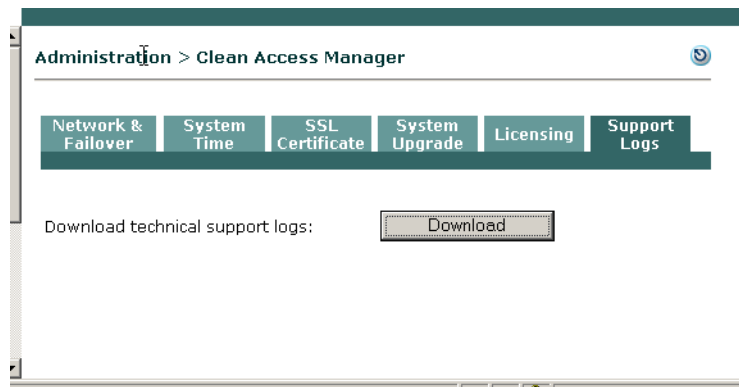 Administration > Clean Access Manager
Network & Failover
System Time
SSL Certificate
System Upgrade
Licensing
Support Logs
Download technical support logs:
Download